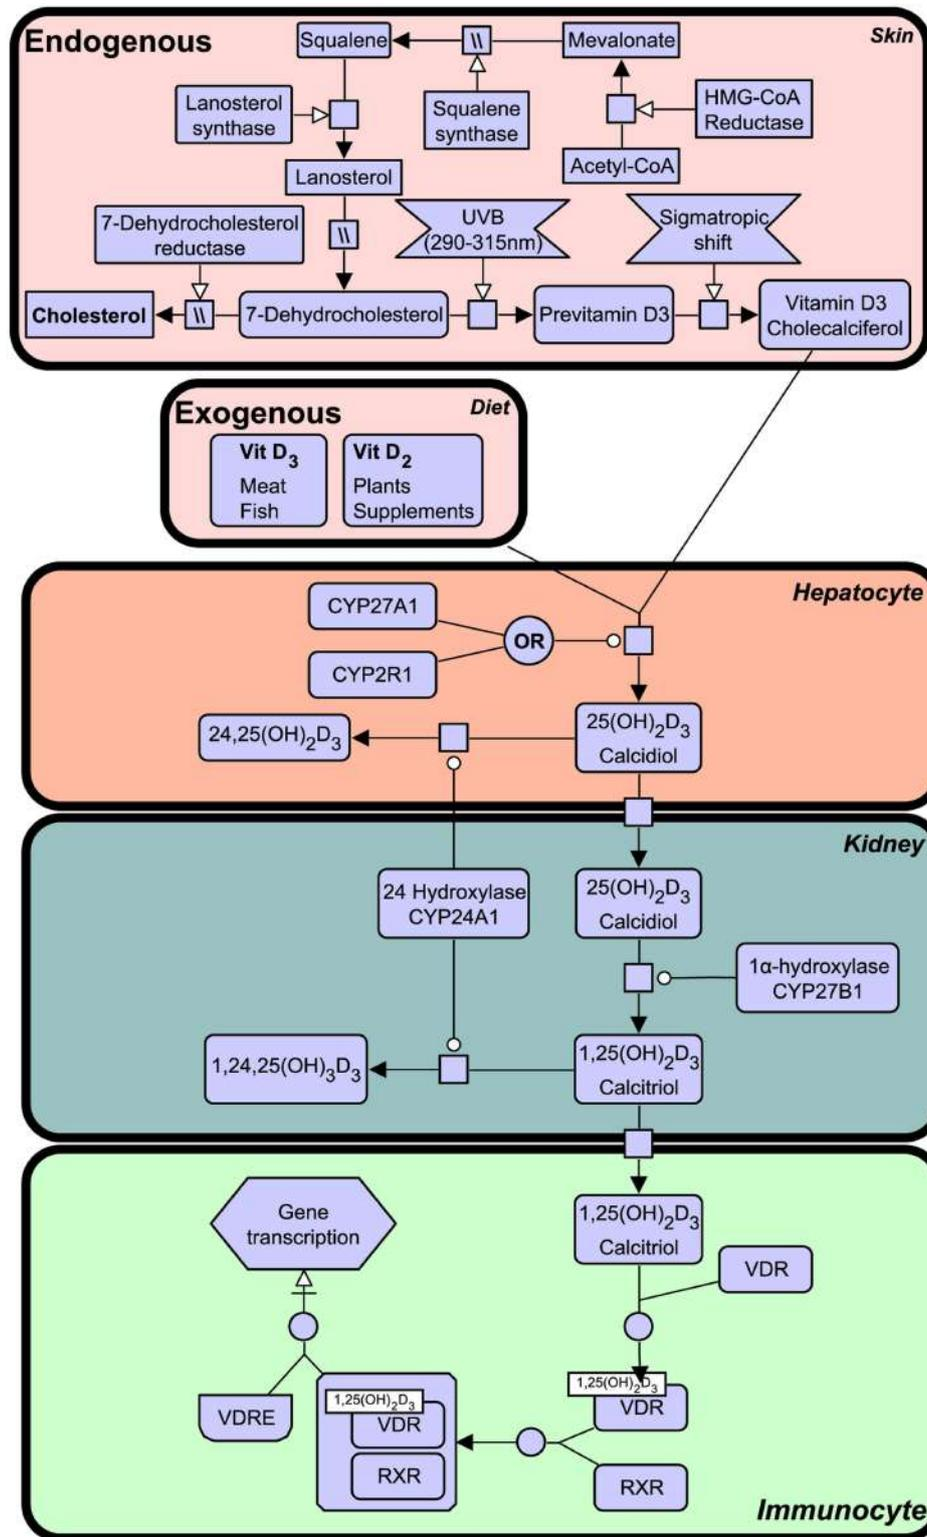 Endogenous
Skin
Squalene
\\
Mevalonate
Lanosterol
synthase
Squalene
synthase
HMG-CoA
Reductase
Acetyl-CoA
Lanosterol
7-Dehydrocholesterol
reductase
\\
UVB
(290-315nm)
Sigmatropic
shift
Cholesterol
\\
7-Dehydrocholesterol
Previtamin D3
Vitamin D3
Cholecalciferol
Exogenous
Diet
Vit D3
Meat
Fish
Vit D2
Plants
Supplements
Hepatocyte
CYP27A1
OR
CYP2R1
24,25(OH)2D3
25(OH)2D3
Calcidiol
Kidney
24 Hydroxylase
CYP24A1
25(OH)2D3
Calcidiol
1α-hydroxylase
CYP27B1
1,24,25(OH)3D3
1,25(OH)2D3
Calcitriol
Gene
transcription
1,25(OH)2D3
Calcitriol
VDR
1,25(OH)2D3
VDR
RXR
1,25(OH)2D3
VDR
RXR
VDRE
Immunocyte